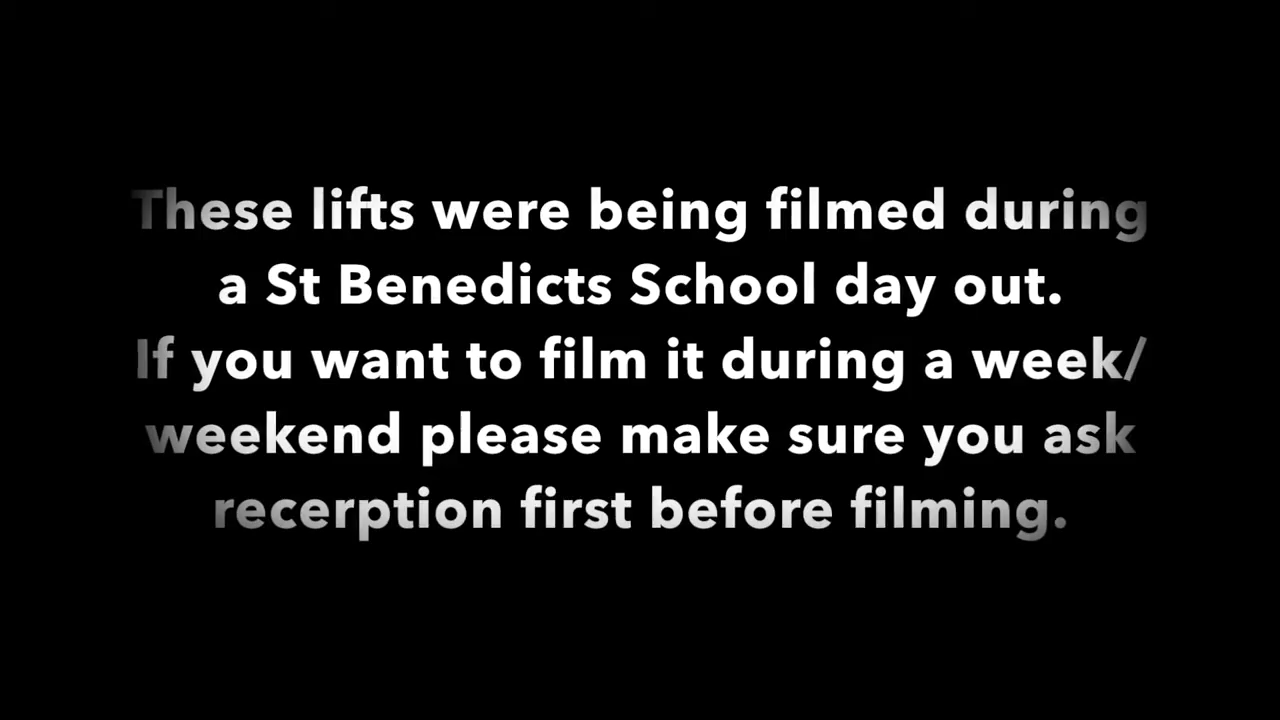 These lifts were being filmed during
a St Benedicts School day out.
If you want to film it during a week/
weekend please make sure you ask
recerption first before filming.